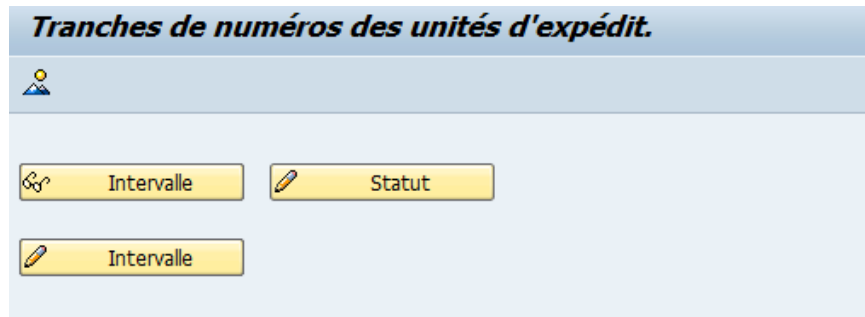 Tranches de numéros des unités d'expédit.
Intervalle Statut
Intervalle